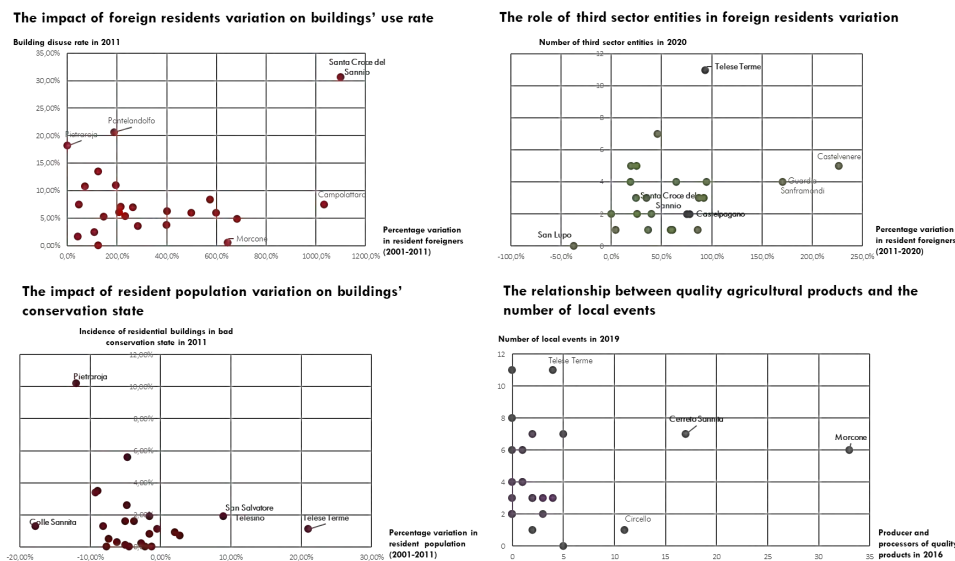 The impact of foreign residents variation on buildings' use rate
Building disuse rate in 2011
35,00%
30,00%
25,00%
20,00%
15,00%
10,00%
5,00%
0,00%
Santa Croce del
Sannio
Pontelandolfo
Pietraroja
Campolattaro
Morcone
0,0%
200,0%
400,0%
600,0%
800,0%
1000,0%
1200,0%
Percentage variation
in resident foreigners
(2001-2011)
The role of third sector entities in foreign residents variation
Number of third sector entities in 2020
12
10
8
6
4
2
0
Telese Terme
Castelvenere
Guardia
Sanframondi
Santa Croce del
Sannio
Castelpagano
San Lupo
-100,0%
-50,0%
0,0%
50,0%
100,0%
150,0%
200,0%
250,0%
Percentage variation
in resident foreigners
(2011-2020)
The impact of resident population variation on buildings'
conservation state
Incidence of residential buildings in bad
conservation state in 2011
12,00%
10,00%
8,00%
6,00%
4,00%
2,00%
0,00%
Pietraroja
Colle Sannita
San Salvatore
Telesino
Telese Terme
-20,00%
-10,00%
0,00%
10,00%
20,00%
30,00%
Percentage variation in
resident population
(2001-2011)
The relationship between quality agricultural products and the
number of local events
Number of local events in 2019
12
10
8
6
4
2
0
Telese Terme
Cerreto Sannita
Morcone
Circello
0
5
10
15
20
25
30
35
Producer and
processors of quality
products in 2016